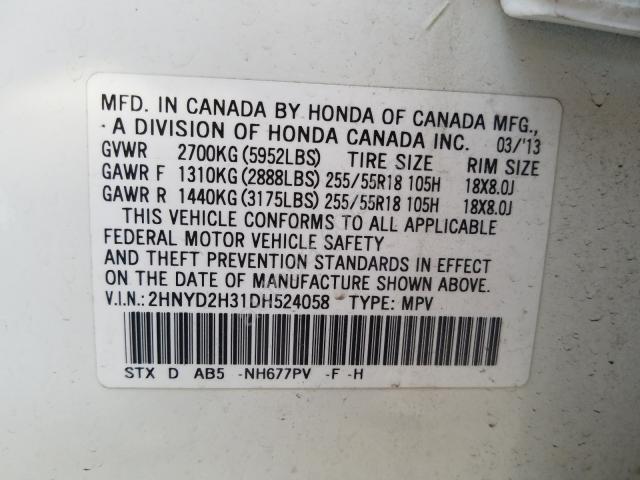 MFD. IN CANADA BY HONDA OF CANADA MFG.,
A DIVISION OF HONDA CANADA INC. 03/'13
GVWR 2700KG(5952LBS) TIRE SIZE RIM SIZE
GAWR F 1310KG(2888LBS) 255/55R18 105H 18X8.0J
GAWR R 1440KG(3175LBS) 255/55R18 105H 18X8.0J
THIS VEHICLE CONFORMS TO ALL APPLICABLE
FEDERAL MOTOR VEHICLE SAFETY
AND THEFT PREVENTION STANDARDS IN EFFECT
ON THE DATE OF MANUFACTURE SHOWN ABOVE.
V.I.N.: 2HNYD2H31DH524058 TYPE: MPV
STX D AB5 -NH677PV -F -H